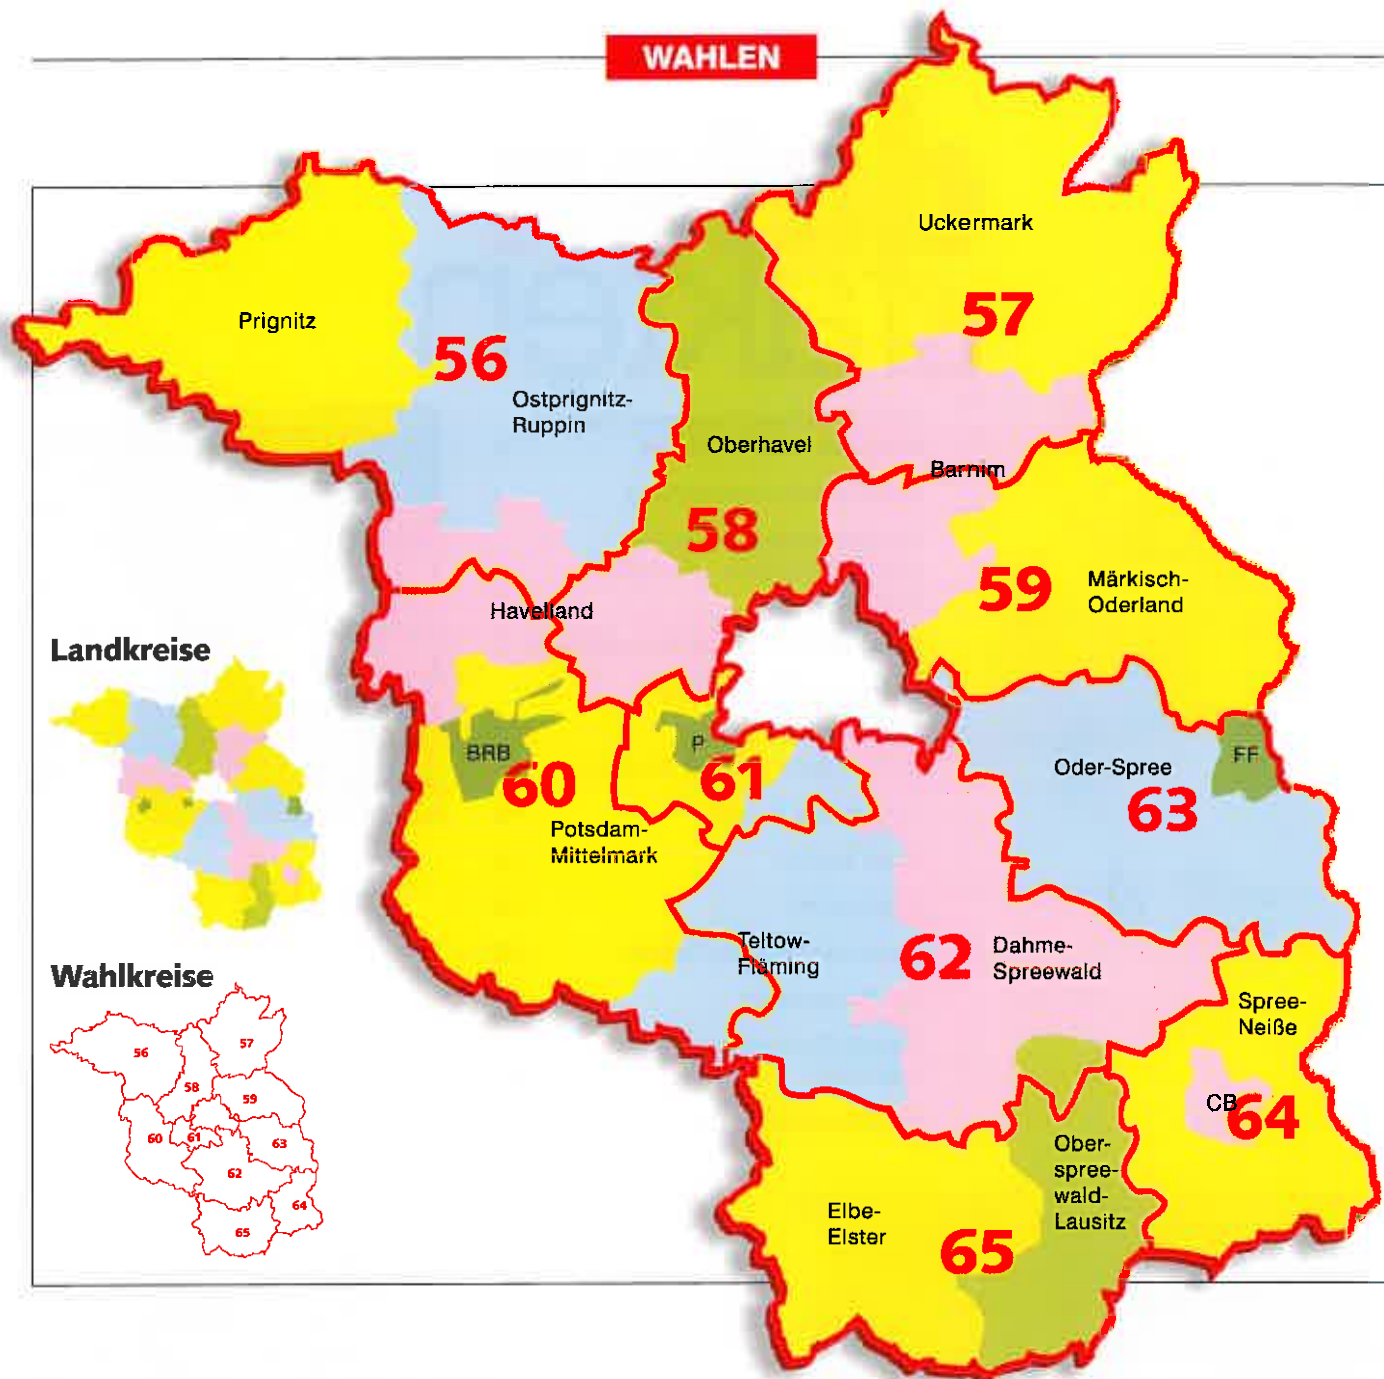 WAHLEN
Uckermark
57
Prignitz
56
Ostprignitz-
Ruppin
Oberhavel
58
Barnim
59
Märkisch-
Oderland
Havelland
Landkreise
BRB
60
P
61
Potsdam-
Mittelmark
Oder-Spree
FF
63
Teltow-
Fläming
62
Dahme-
Spreewald
Wahlkreise
56
57
58
59
60
61
62
63
64
65
Spree-
Neiße
CB
64
Ober-
spree-
wald-
Lausitz
Elbe-
Elster
65